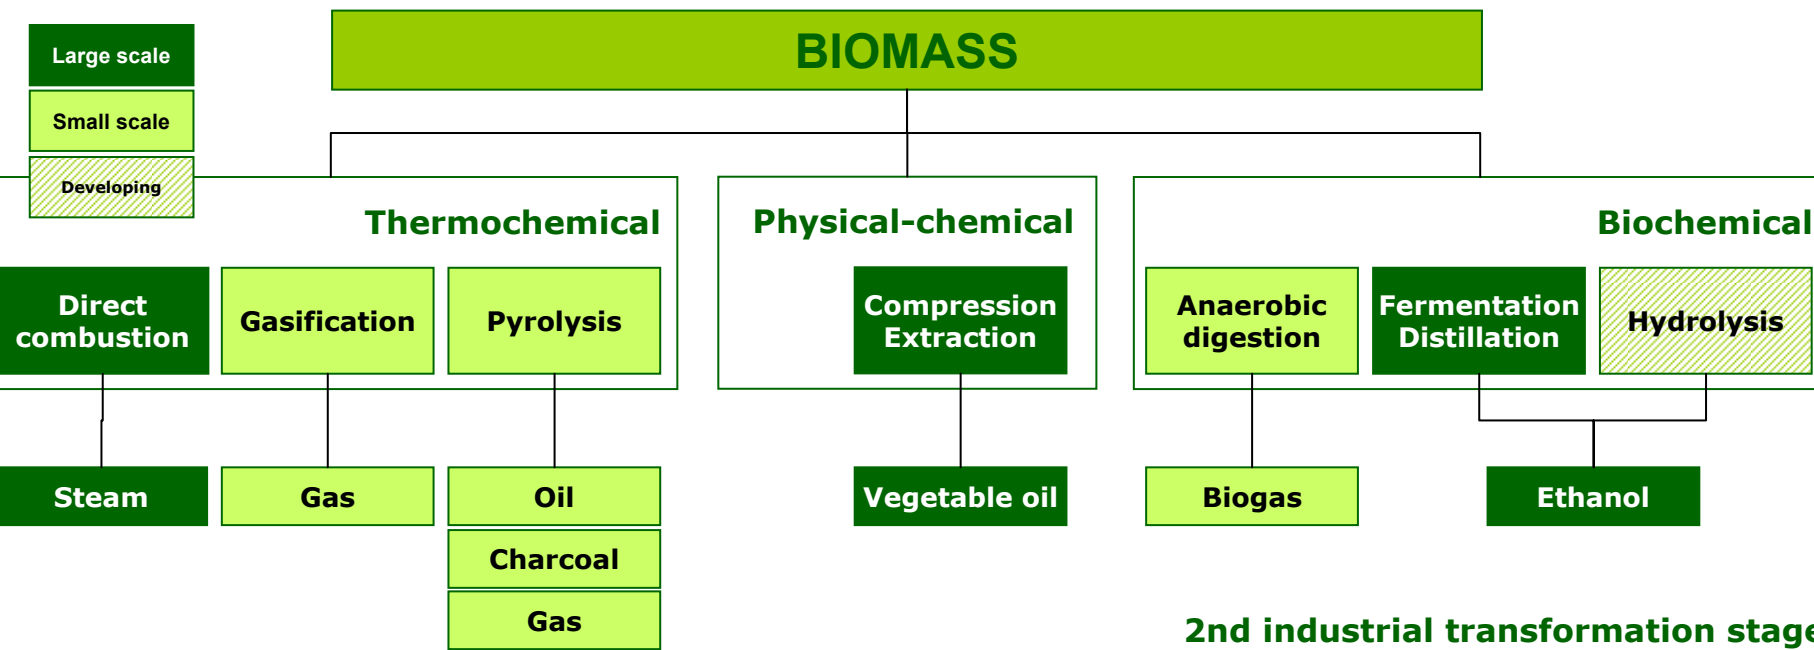 Large scale
BIOMASS
Small scale
Developing
Thermochemical
Physical-chemical
Biochemical
Direct
combustion
Gasification
Pyrolysis
Compression
Extraction
Anaerobic
digestion
Fermentation
Distillation
Hydrolysis
Steam
Gas
Oil
Vegetable oil
Biogas
Ethanol
Charcoal
Gas
2nd industrial transformation stage